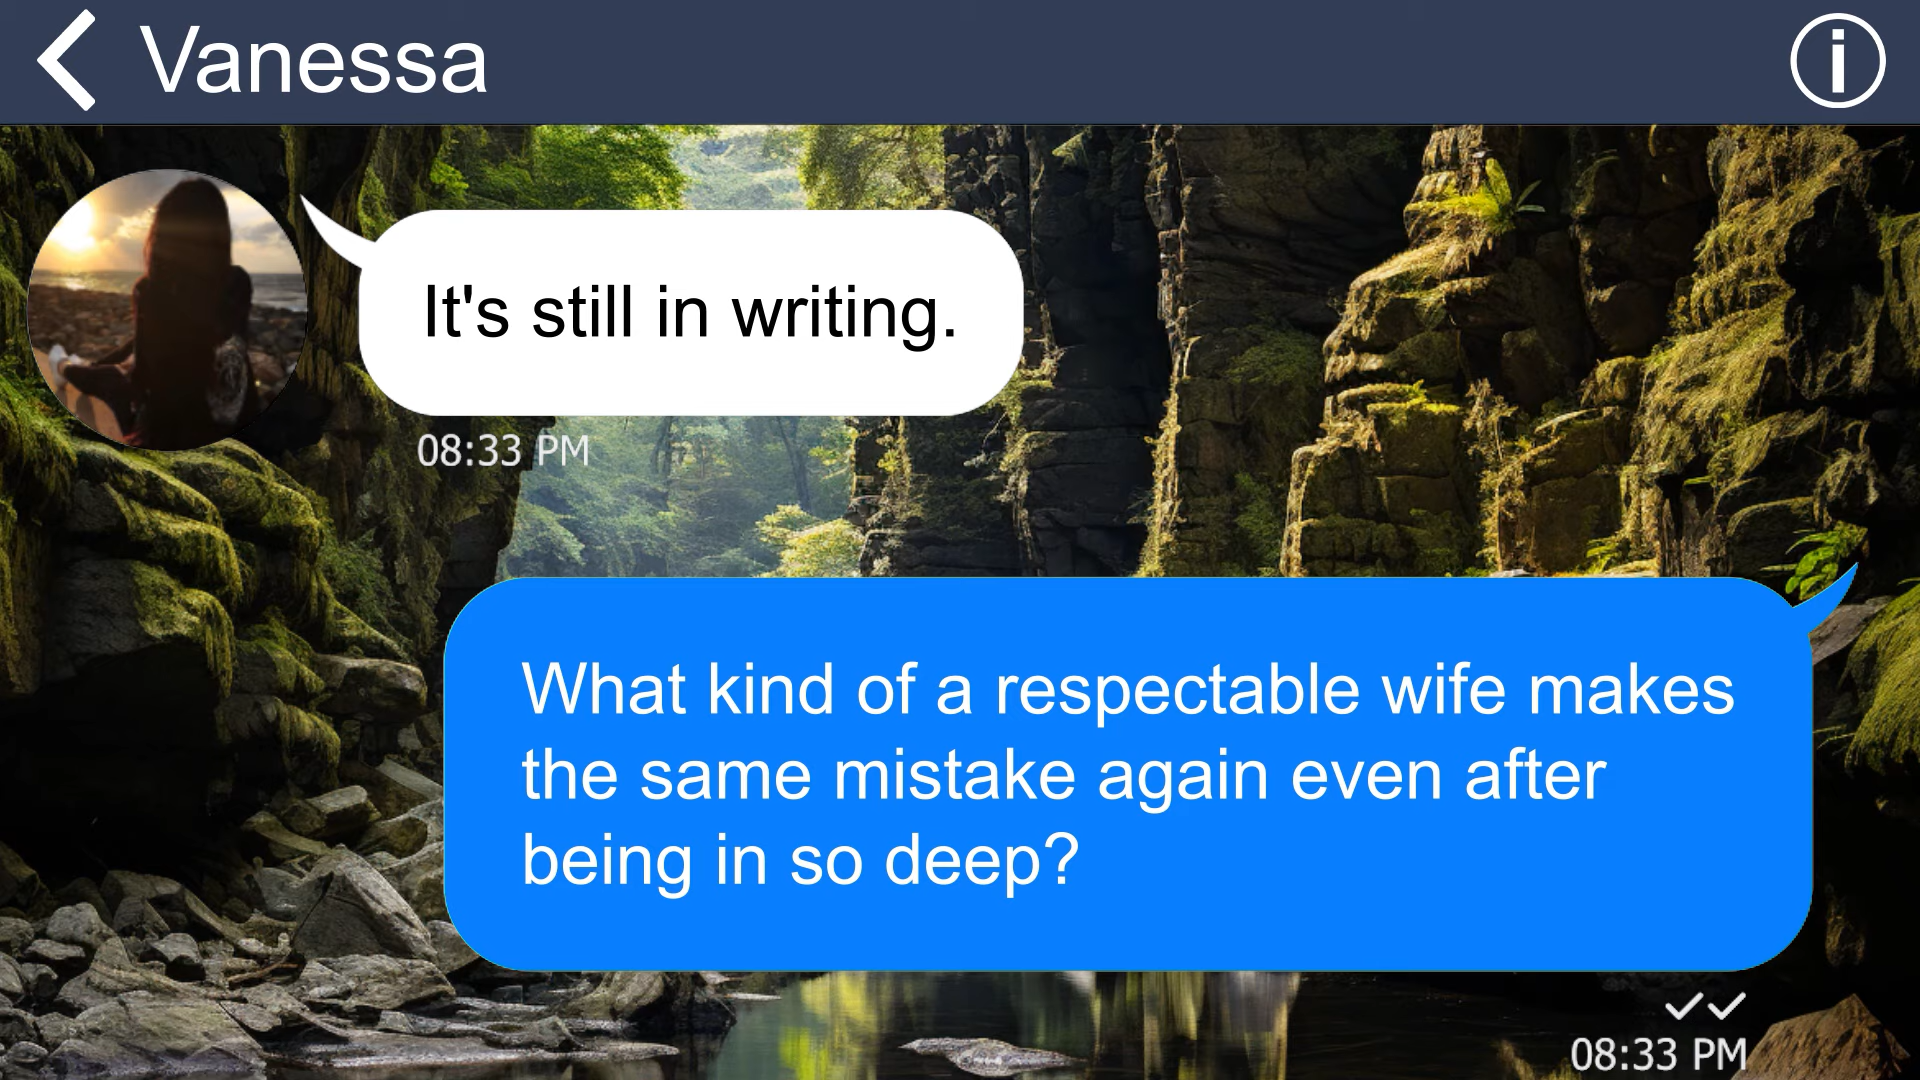 Vanessa
It's still in writing.
08:33 PM
What kind of a respectable wife makes
the same mistake again even after
being in so deep?
08:33 PM